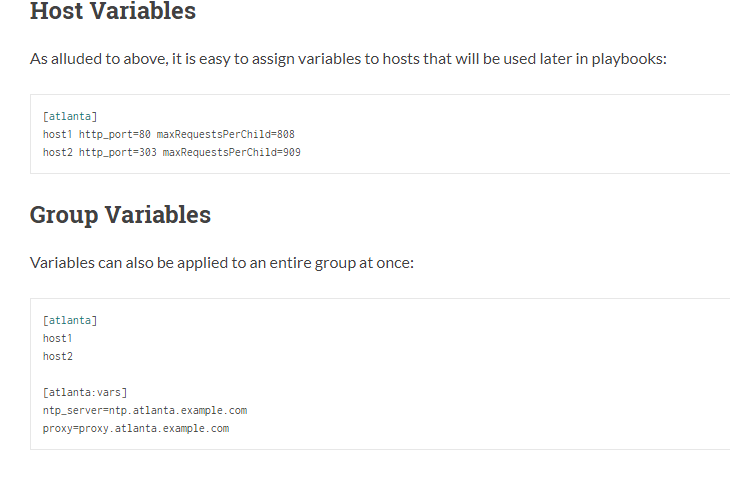 Host Variables
As alluded to above, it is easy to assign variables to hosts that will be used later in playbooks:
[atlanta]
host1 http_port=80 maxRequestsPerChild=808
host2 http_port=303 maxRequestsPerChild=909
Group Variables
Variables can also be applied to an entire group at once:
[atlanta]
host1
host2
[atlanta:vars]
ntp_server=ntp.atlanta.example.com
proxy=proxy.atlanta.example.com